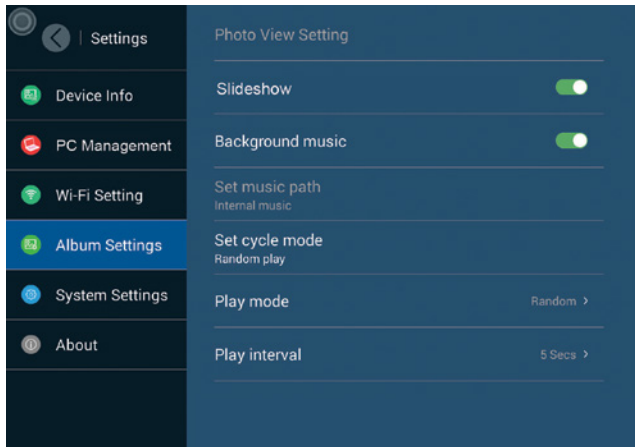 Settings
Device Info
PC Management
Wi-Fi Setting
Album Settings
System Settings
About
Photo View Setting
Slideshow
Background music
Set music path
Internal music
Set cycle mode
Random play
Play mode Random
Play interval 5 Secs